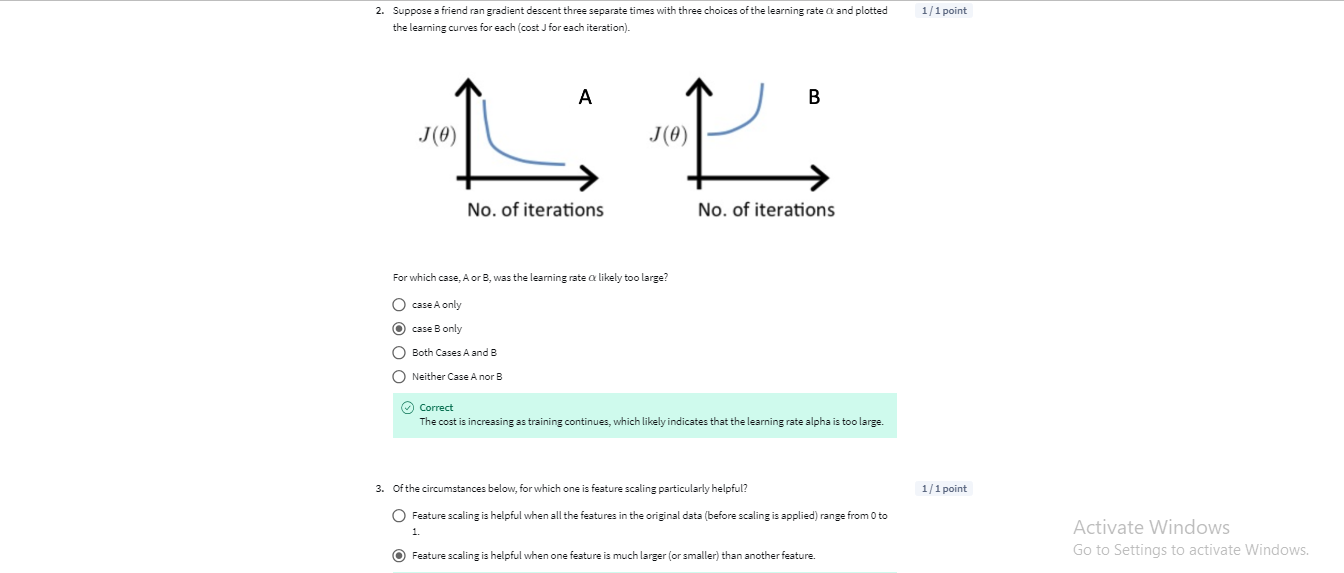 2. Suppose a friend ran gradient descent three separate times with three choices of the learning rate α and plotted 1 / 1 point
the learning curves for each (cost J for each iteration).
A B
J(θ) J(θ)
No. of iterations No. of iterations
For which case, A or B, was the learning rate α likely too large?
case A only
case B only
Both Cases A and B
Neither Case A nor B
Correct
The cost is increasing as training continues, which likely indicates that the learning rate alpha is too large.
3. Of the circumstances below, for which one is feature scaling particularly helpful? 1 / 1 point
Feature scaling is helpful when all the features in the original data (before scaling is applied) range from 0 to
1.
Activate Windows
Go to Settings to activate Windows.
Feature scaling is helpful when one feature is much larger (or smaller) than another feature.